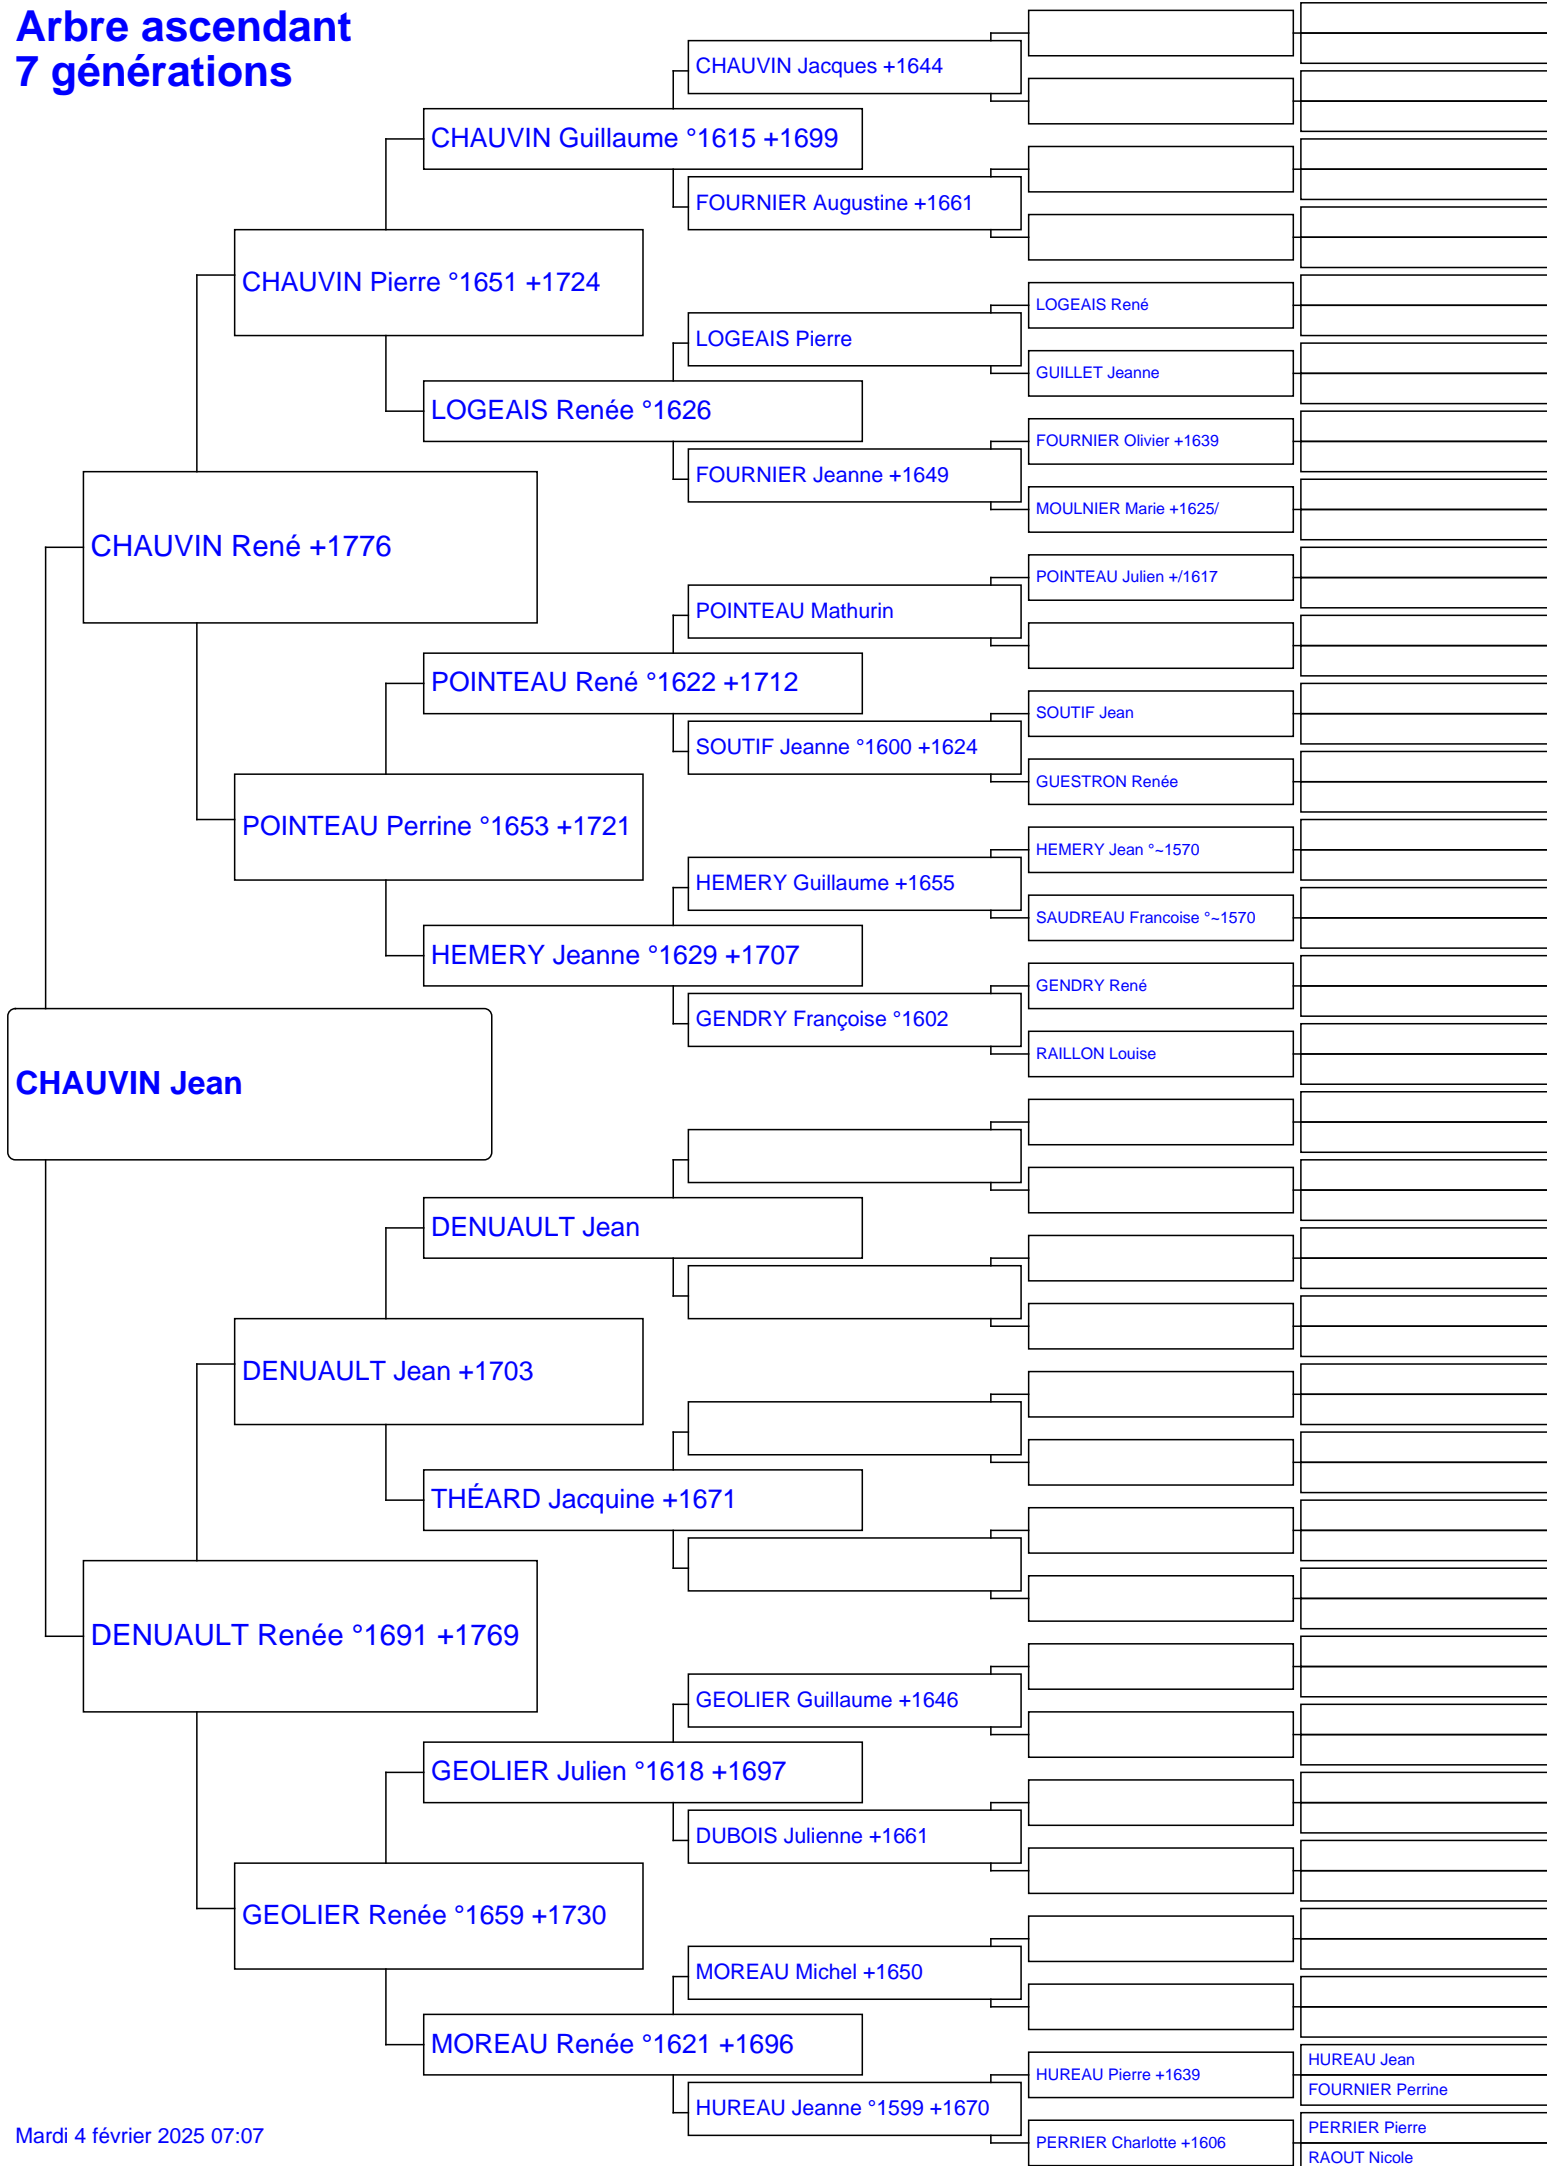 Arbre ascendant
7 générations
CHAUVIN Jacques +1644
CHAUVIN Guillaume °1615 +1699
FOURNIER Augustine +1661
CHAUVIN Pierre °1651 +1724
LOGEAIS René
LOGEAIS Pierre
GUILLET Jeanne
LOGEAIS Renée °1626
FOURNIER Olivier +1639
FOURNIER Jeanne +1649
MOULNIER Marie +1625/
CHAUVIN René +1776
POINTEAU Julien +/1617
POINTEAU Mathurin
POINTEAU René °1622 +1712
SOUTIF Jean
SOUTIF Jeanne °1600 +1624
GUESTRON Renée
POINTEAU Perrine °1653 +1721
HEMERY Jean °~1570
HEMERY Guillaume +1655
SAUDREAU Francoise °~1570
HEMERY Jeanne °1629 +1707
GENDRY René
GENDRY Françoise °1602
RAILLON Louise
CHAUVIN Jean
DENUAULT Jean
DENUAULT Jean +1703
THÉARD Jacquine +1671
DENUAULT Renée °1691 +1769
GEOLIER Guillaume +1646
GEOLIER Julien °1618 +1697
DUBOIS Julienne +1661
GEOLIER Renée °1659 +1730
MOREAU Michel +1650
MOREAU Renée °1621 +1696
HUREAU Jean
HUREAU Pierre +1639
FOURNIER Perrine
HUREAU Jeanne °1599 +1670
PERRIER Pierre
PERRIER Charlotte +1606
RAOUT Nicole
Mardi 4 février 2025 07:07